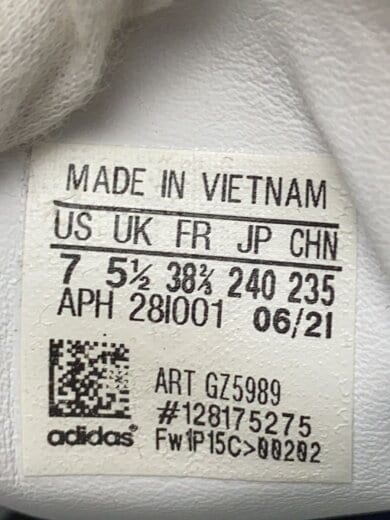 MADE IN VIETNAM
US UK FR JP CHN
7 5½ 38⅔ 240 235
APH 28I001 06/21
ART GZ5989
#128175275
adidas® Fw1P15C>00202